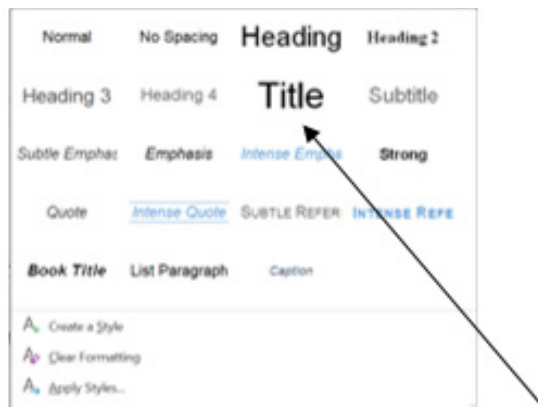 Normal No Spacing Heading Heading 2
Heading 3 Heading 4 Title Subtitle
Subtle Emphas Emphasis Intense Empha Strong
Quote Intense Quote SUBTLE REFER INTENSE REFE
Book Title List Paragraph Caption
Create a Style
Clear Formatting
Apply Styles...